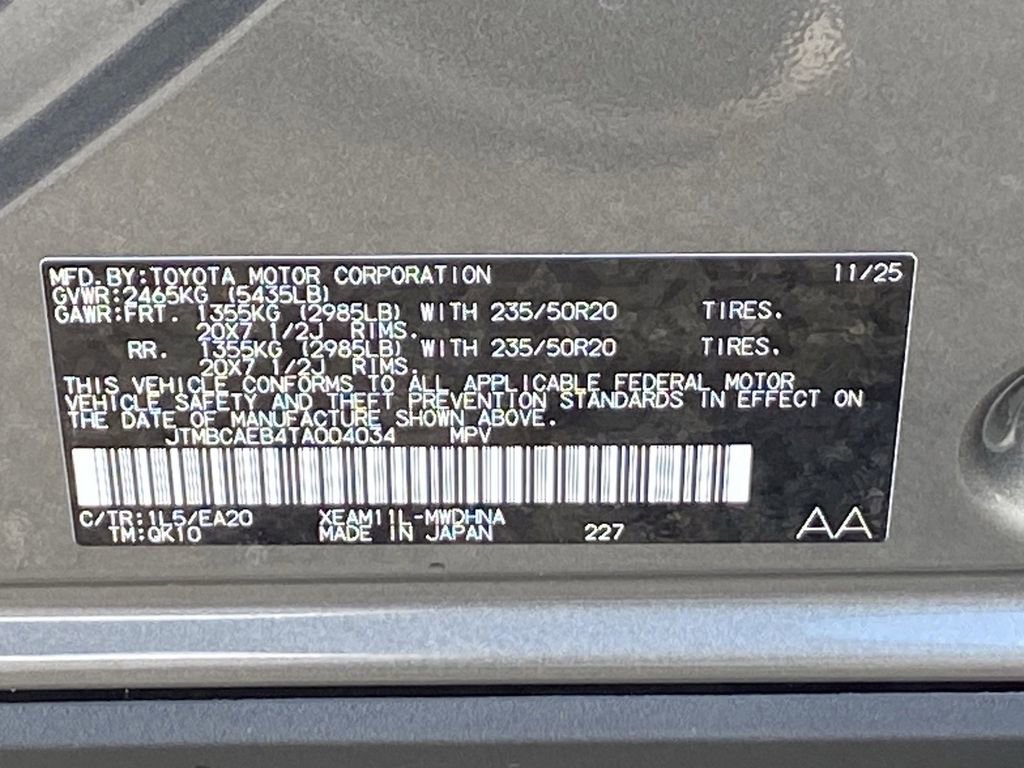 MFD.BY:TOYOTA MOTOR CORPORATION 11/25
GVWR:2465KG (5435LB)
GAWR:FRT. 1355KG (2985LB) WITH 235/50R20 TIRES.
20X7 1/2J RIMS.
RR. 1355KG (2985LB) WITH 235/50R20 TIRES.
20X7 1/2J RIMS.
THIS VEHICLE CONFORMS TO ALL APPLICABLE FEDERAL MOTOR
VEHICLE SAFETY AND THEFT PREVENTION STANDARDS IN EFFECT ON
THE DATE OF MANUFACTURE SHOWN ABOVE.
JTMBCAEB4TA004034 MPV
C/TR:1L5/EA20 XEAM11L-MWDHNA
TM:QK10 MADE IN JAPAN 227 AA